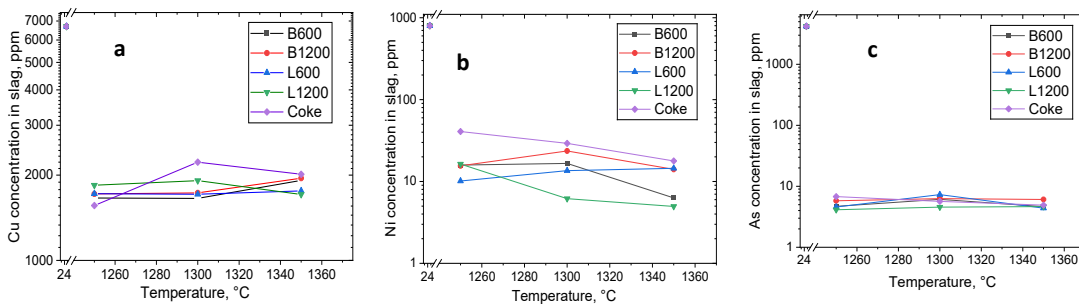 a
Cu concentration in slag, ppm
7000
6000
5000
4000
3000
2000
1000
24
1260
1280
1300
1320
1340
1360
Temperature, °C
B600
B1200
L600
L1200
Coke
b
Ni concentration in slag, ppm
1000
100
10
1
24
1260
1280
1300
1320
1340
1360
Temperature, °C
B600
B1200
L600
L1200
Coke
c
As concentration in slag, ppm
1000
100
10
1
24
1260
1280
1300
1320
1340
1360
Temperature, °C
B600
B1200
L600
L1200
Coke